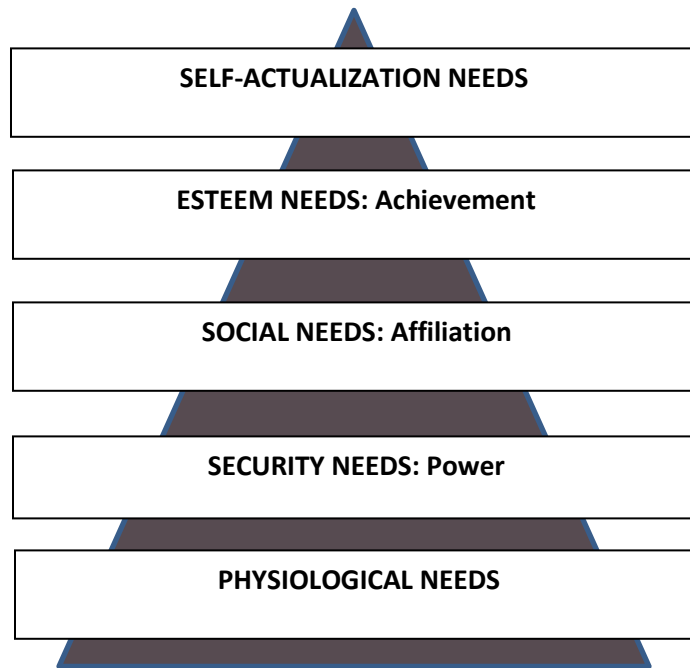 SELF-ACTUALIZATION NEEDS
ESTEEM NEEDS: Achievement
SOCIAL NEEDS: Affiliation
SECURITY NEEDS: Power
PHYSIOLOGICAL NEEDS